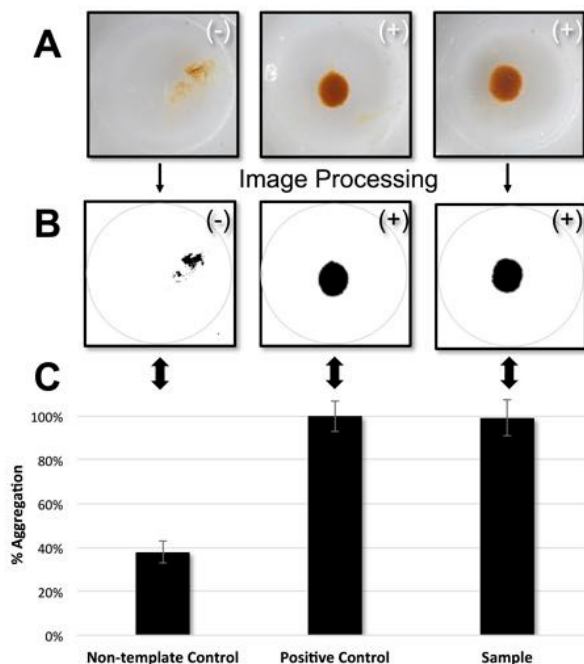 A
(-)
(+)
(+)
Image Processing
B
(-)
(+)
(+)
C
100%
80%
60%
40%
20%
0%
% Aggregation
Non-template Control
Positive Control
Sample